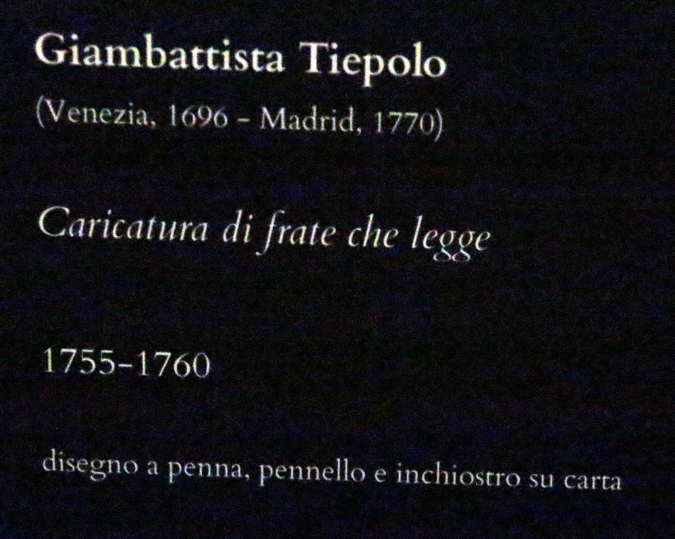 Giambattista Tiepolo
(Venezia, 1696 – Madrid, 1770)
Caricatura di frate che legge
1755-1760
disegno a penna, pennello e inchiostro su carta